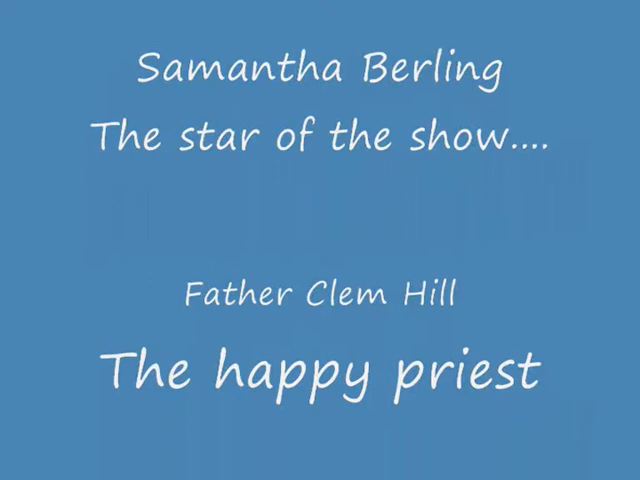 Samantha Berling
The star of the show....
Father Clem Hill
The happy priest